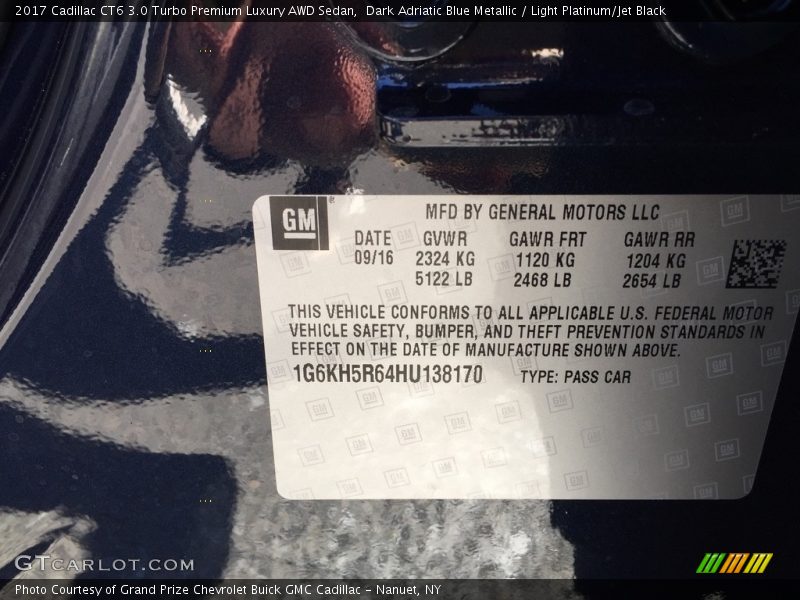 2017 Cadillac CT6 3.0 Turbo Premium Luxury AWD Sedan, Dark Adriatic Blue Metallic / Light Platinum/Jet Black
GM®
MFD BY GENERAL MOTORS LLC
DATE GVWR GAWR FRT GAWR RR
09/16 2324 KG 1120 KG 1204 KG
5122 LB 2468 LB 2654 LB
THIS VEHICLE CONFORMS TO ALL APPLICABLE U.S. FEDERAL MOTOR
VEHICLE SAFETY, BUMPER, AND THEFT PREVENTION STANDARDS IN
EFFECT ON THE DATE OF MANUFACTURE SHOWN ABOVE.
1G6KH5R64HU138170 TYPE: PASS CAR
GTCARLOT.COM
Photo Courtesy of Grand Prize Chevrolet Buick GMC Cadillac - Nanuet, NY